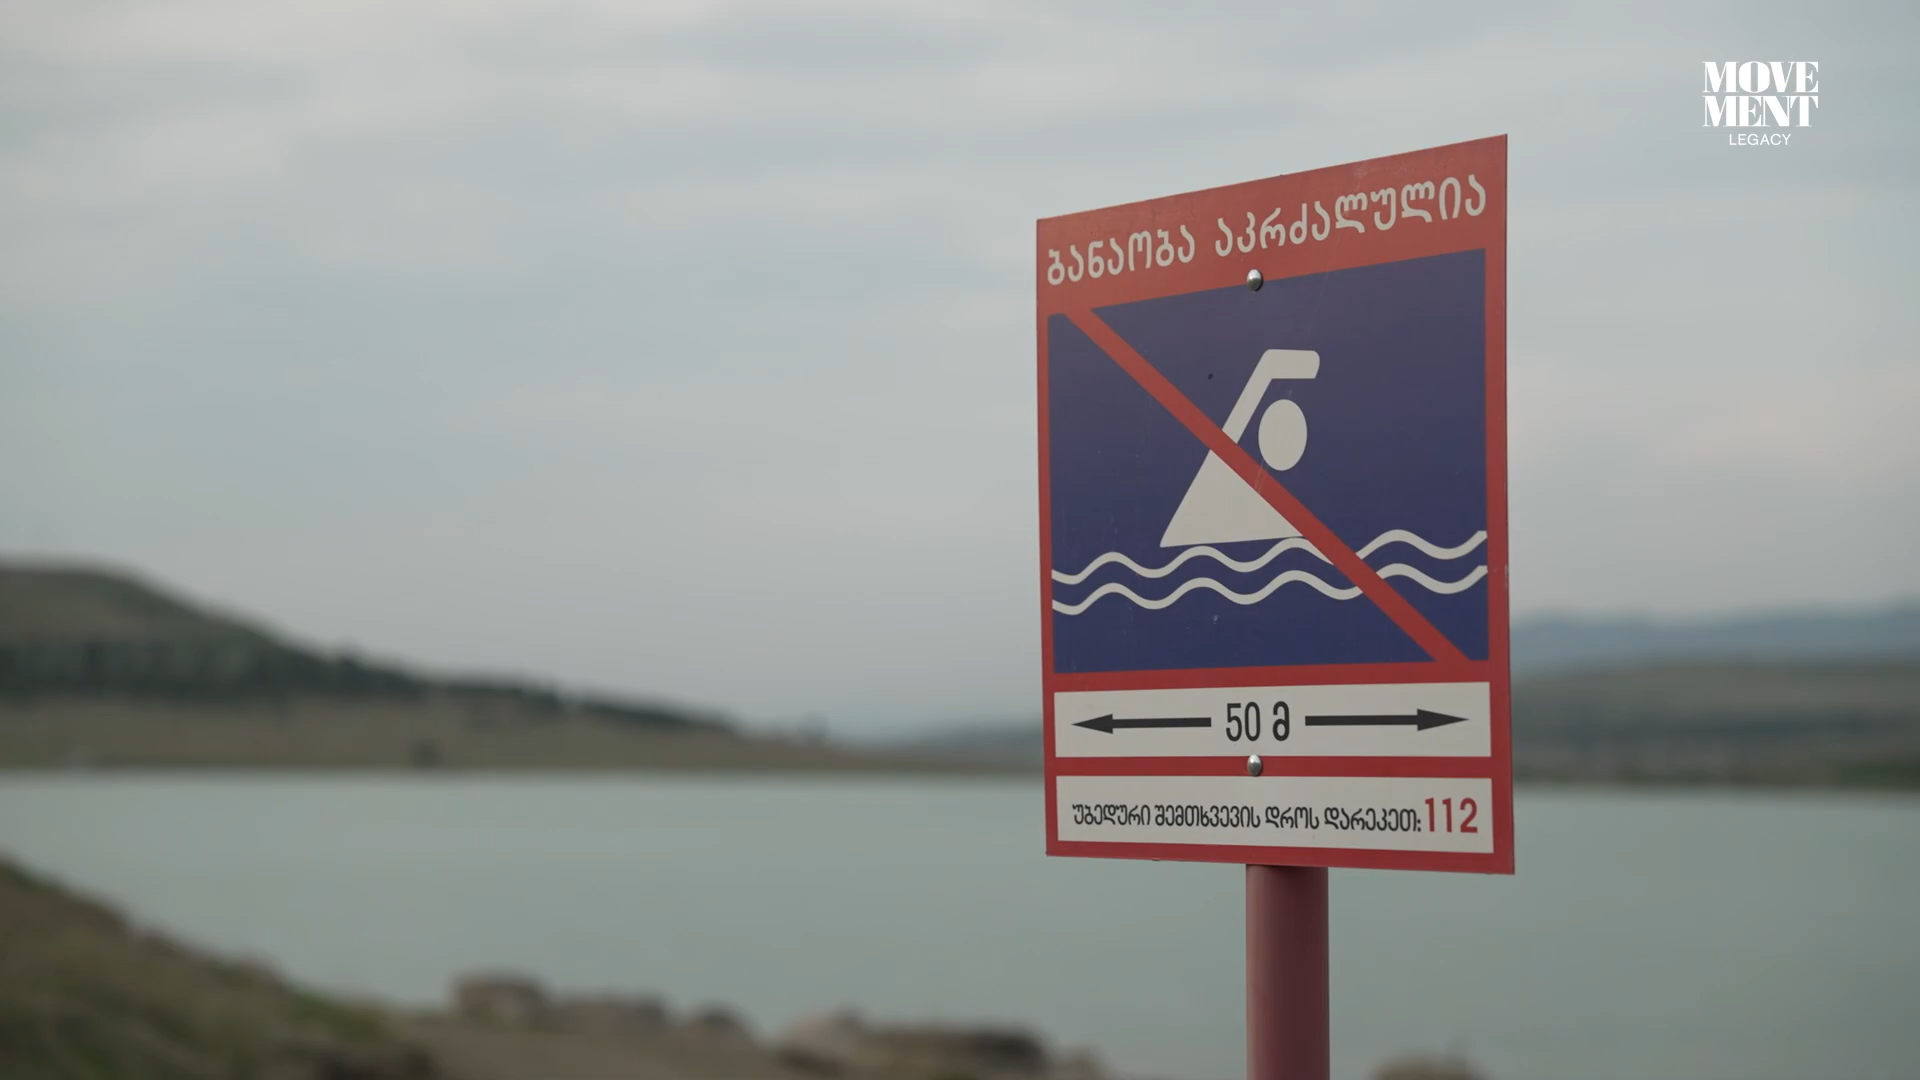 MOVE
MENT
LEGACY
ბანაობა აკრძალულია
50 მ
უბედური შემთხვევის დროს დარეკეთ: 112